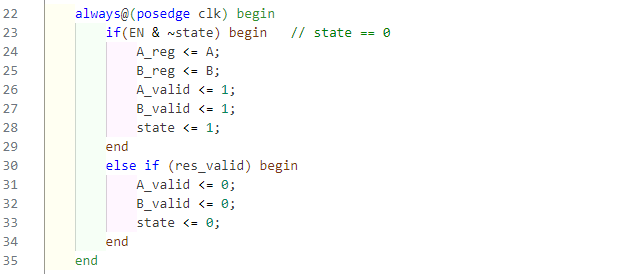 22 always@(posedge clk) begin
23 if(EN & ~state) begin // state == 0
24 A_reg <= A;
25 B_reg <= B;
26 A_valid <= 1;
27 B_valid <= 1;
28 state <= 1;
29 end
30 else if (res_valid) begin
31 A_valid <= 0;
32 B_valid <= 0;
33 state <= 0;
34 end
35 end